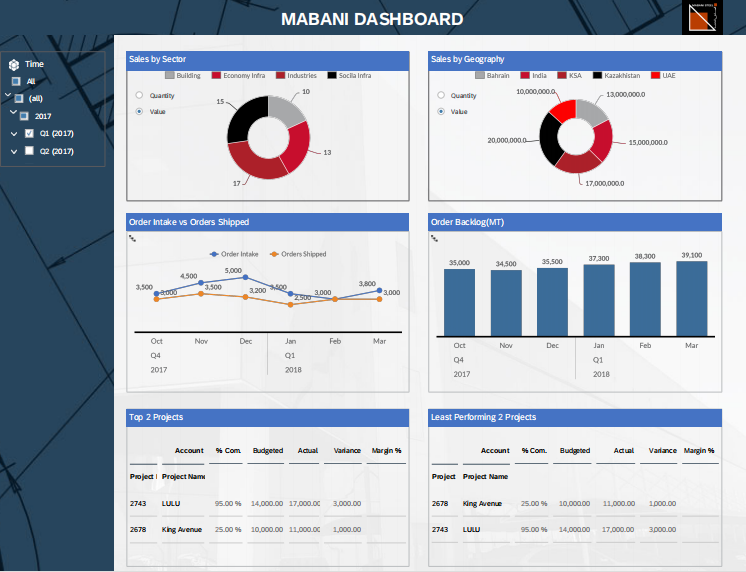 MABANI DASHBOARD
Time
All
(all)
2017
Q1 (2017)
Q2 (2017)
Sales by Sector
Building Economy Infra Industries Socila Infra
Quantity
Value
10
13
17
15
Sales by Geography
Bahrain India KSA Kazakhistan UAE
Quantity
Value
10,000,000.0
13,000,000.0
20,000,000.0
15,000,000.0
17,000,000.0
Order Intake vs Orders Shipped
Order Intake Orders Shipped
3,500 4,500 5,000 3,500 3,000 3,800
3,000 3,500 3,200 2,500 3,000
Oct Nov Dec Jan Feb Mar
Q4 Q1
2017 2018
Order Backlog(MT)
35,000 34,500 35,500 37,300 38,300 39,100
Oct Nov Dec Jan Feb Mar
Q4 Q1
2017 2018
Top 2 Projects
Account % Com. Budgeted Actual Variance Margin %
Project Project Name
2743 LULU 95.00 % 14,000.00 17,000.00 3,000.00
2678 King Avenue 25.00 % 10,000.00 11,000.00 1,000.00
Least Performing 2 Projects
Account % Com. Budgeted Actual Variance Margin %
Project Project Name
2678 King Avenue 25.00 % 10,000.00 11,000.00 1,000.00
2743 LULU 95.00 % 14,000.00 17,000.00 3,000.00